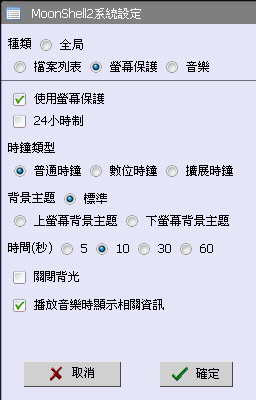 MoonShell2系統設定
種類 全局
檔案列表 螢幕保護 音樂
使用螢幕保護
24小時制
時鐘類型
普通時鐘 數位時鐘 擴展時鐘
背景主題 標準
上螢幕背景主題 下螢幕背景主題
時間(秒) 5 10 30 60
關閉背光
播放音樂時顯示相關資訊
取消 確定